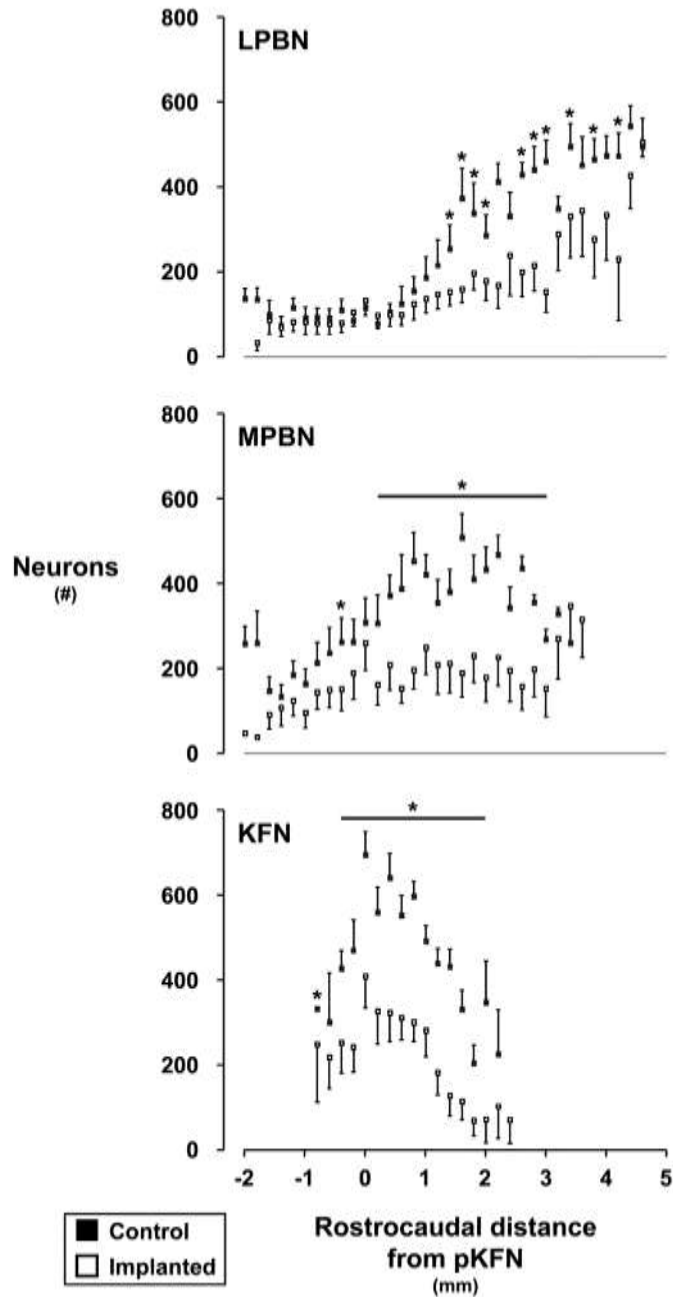 800
LPBN
600
400
200
0
* * * * * * * * * *
800
MPBN
*
600
Neurons
(#)
400
*
200
0
800
*
KFN
600
400
*
200
0
-2 -1 0 1 2 3 4 5
Control
Implanted
Rostrocaudal distance
from pKFN
(mm)